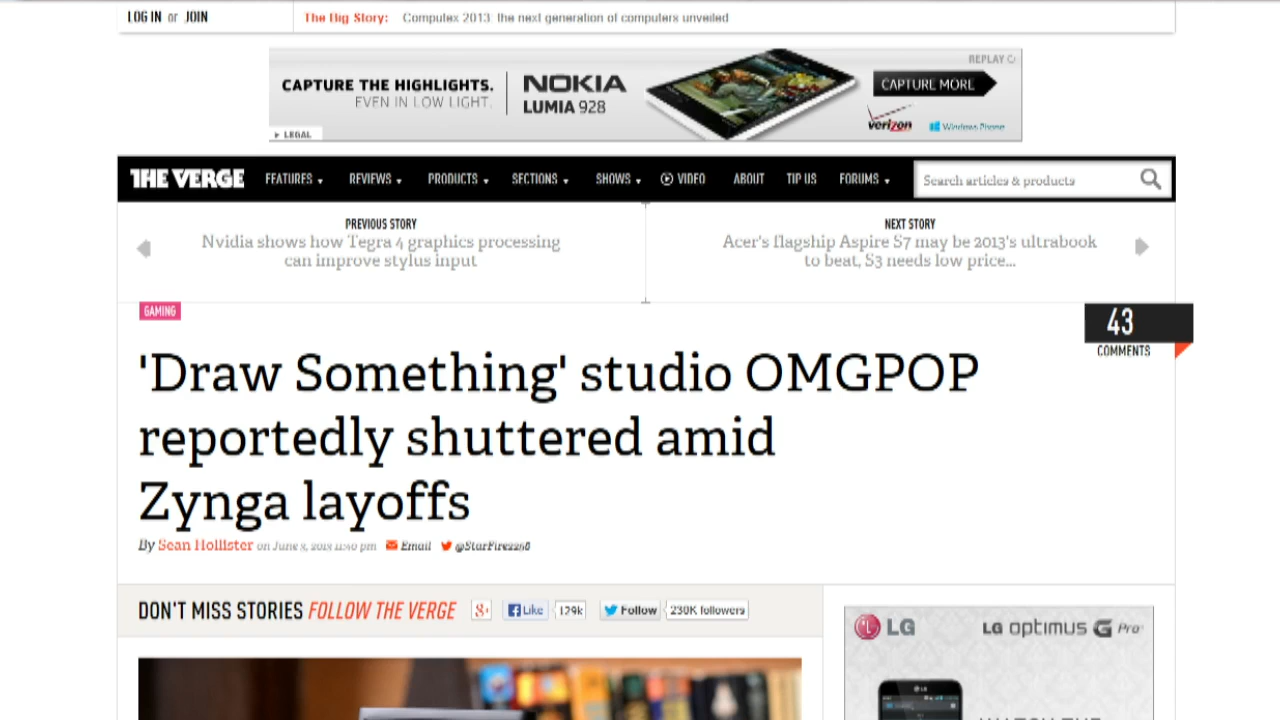 LOG IN or JOIN
The Big Story: Computex 2013: the next generation of computers unveiled
REPLAY
CAPTURE THE HIGHLIGHTS.
EVEN IN LOW LIGHT.
NOKIA
LUMIA 928
CAPTURE MORE
verizon
Windows Phone
LEGAL
THE VERGE FEATURES REVIEWS PRODUCTS SECTIONS SHOWS VIDEO ABOUT TIP US FORUMS Search articles & products
PREVIOUS STORY
Nvidia shows how Tegra 4 graphics processing
can improve stylus input
NEXT STORY
Acer's flagship Aspire S7 may be 2013's ultrabook
to beat, S3 needs low price...
GAMING
43
COMMENTS
'Draw Something' studio OMGPOP
reportedly shuttered amid
Zynga layoffs
By Sean Hollister on June 3, 2013 11:40 pm Email @StarFire2258
DON'T MISS STORIES FOLLOW THE VERGE
Like 129k
Follow 230K followers
LG
LG optimus G Pro